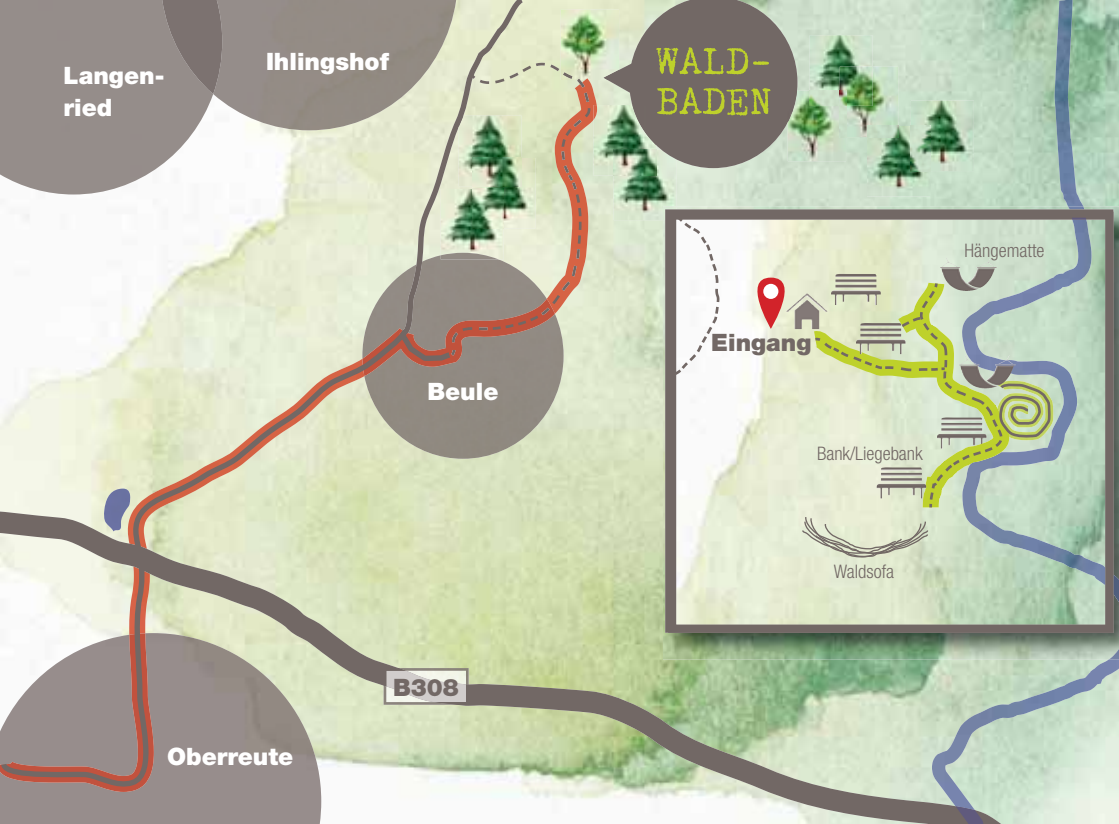 Langen-
ried
Ihlingshof
WALD-
BADEN
Hängematte
Eingang
Beule
Bank/Liegebank
Waldsofa
B308
Oberreute